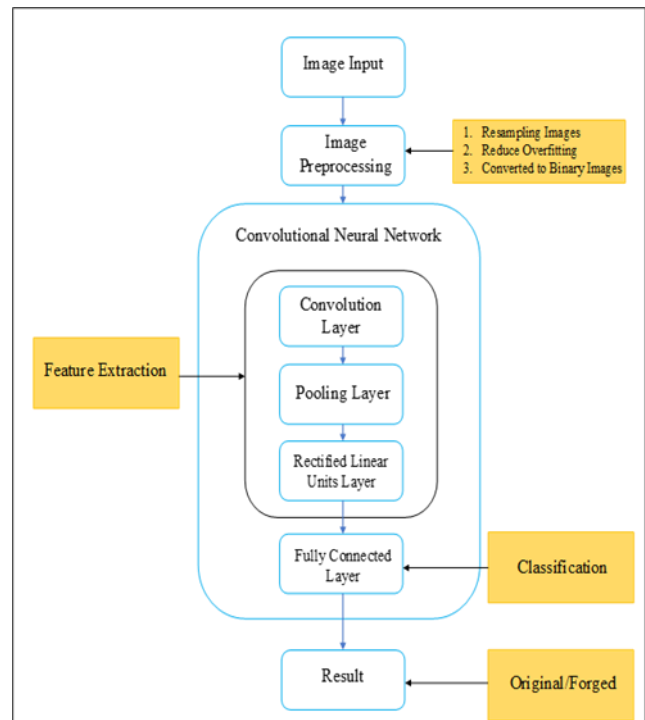 Image Input
Image
Preprocessing
1. Resampling Images
2. Reduce Overfitting
3. Converted to Binary Images
Convolutional Neural Network
Convolution
Layer
Feature Extraction
Pooling Layer
Rectified Linear
Units Layer
Fully Connected
Layer
Classification
Result
Original/Forged